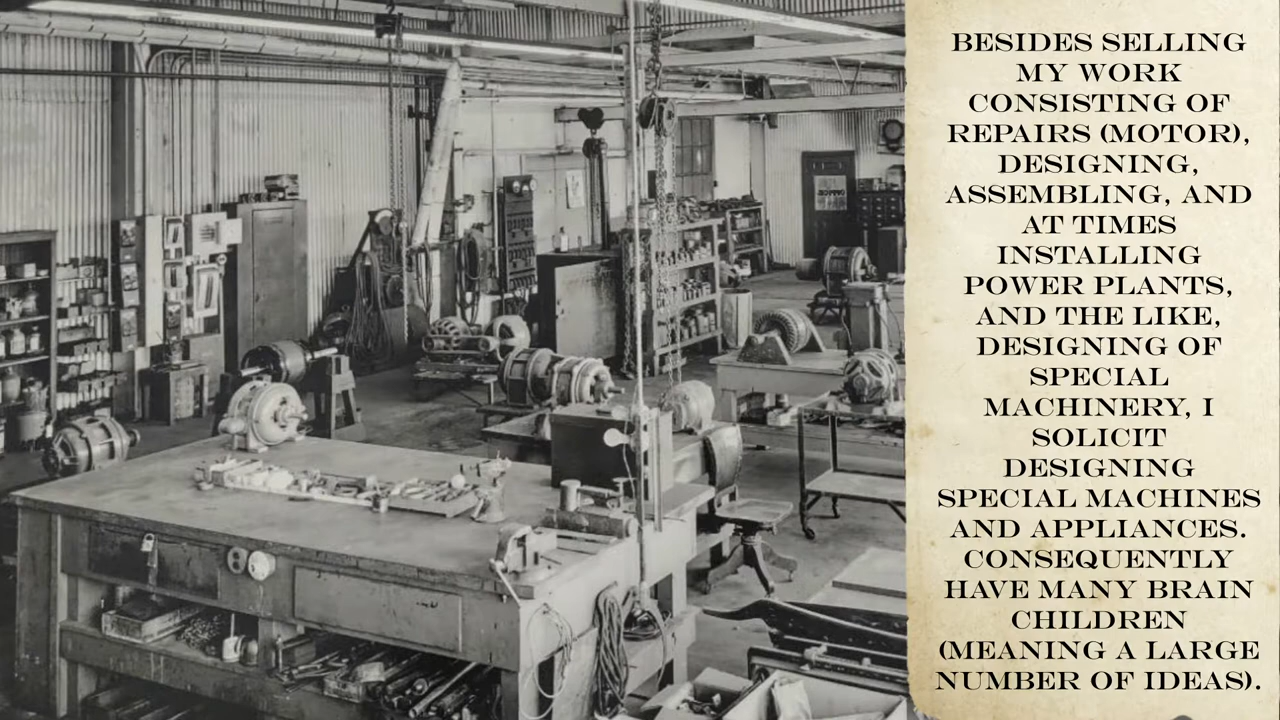 BESIDES SELLING
MY WORK
CONSISTING OF
REPAIRS (MOTOR),
DESIGNING,
ASSEMBLING, AND
AT TIMES
INSTALLING
POWER PLANTS,
AND THE LIKE,
DESIGNING OF
SPECIAL
MACHINERY, I
SOLICIT
DESIGNING
SPECIAL MACHINES
AND APPLIANCES.
CONSEQUENTLY
HAVE MANY BRAIN
CHILDREN
(MEANING A LARGE
NUMBER OF IDEAS).